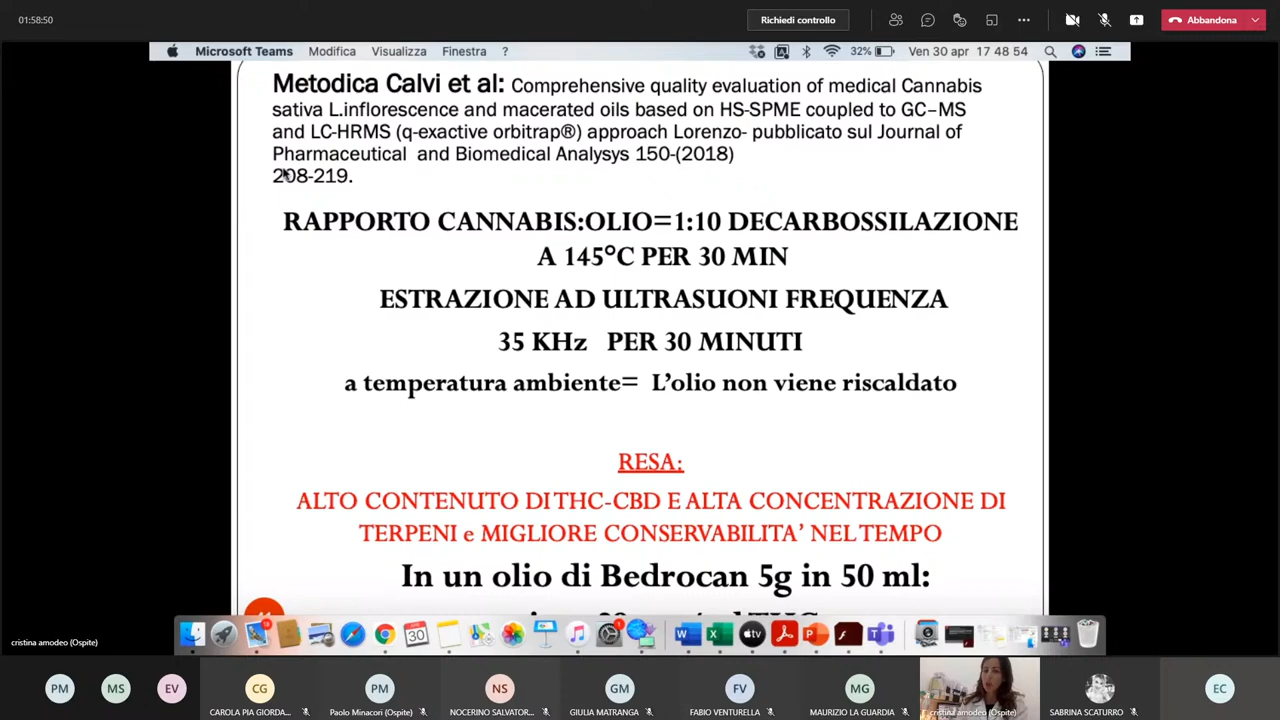 01:58:50
Richiedi controllo
Abbandona
Microsoft Teams Modifica Visualizza Finestra ?
32% Ven 30 apr 17 48 54
Metodica Calvi et al: Comprehensive quality evaluation of medical Cannabis
sativa L.inflorescence and macerated oils based on HS-SPME coupled to GC–MS
and LC-HRMS (q-exactive orbitrap®) approach Lorenzo- pubblicato sul Journal of
Pharmaceutical and Biomedical Analysys 150-(2018)
208-219.
RAPPORTO CANNABIS:OLIO=1:10 DECARBOSSILAZIONE
A 145°C PER 30 MIN
ESTRAZIONE AD ULTRASUONI FREQUENZA
35 KHz PER 30 MINUTI
a temperatura ambiente= L'olio non viene riscaldato
RESA:
ALTO CONTENUTO DI THC-CBD E ALTA CONCENTRAZIONE DI
TERPENI e MIGLIORE CONSERVABILITA' NEL TEMPO
In un olio di Bedrocan 5g in 50 ml:
cristina amodeo (Ospite)
PM
MS
EV
CG
CAROLA PIA GIORDA...
PM
Paolo Minacori (Ospite)
NS
NOCERINO SALVATOR...
GM
GIULIA MATRANGA
FV
FABIO VENTURELLA
MG
MAURIZIO LA GUARDIA
cristina amodeo (Ospite)
SABRINA SCATURRO
EC